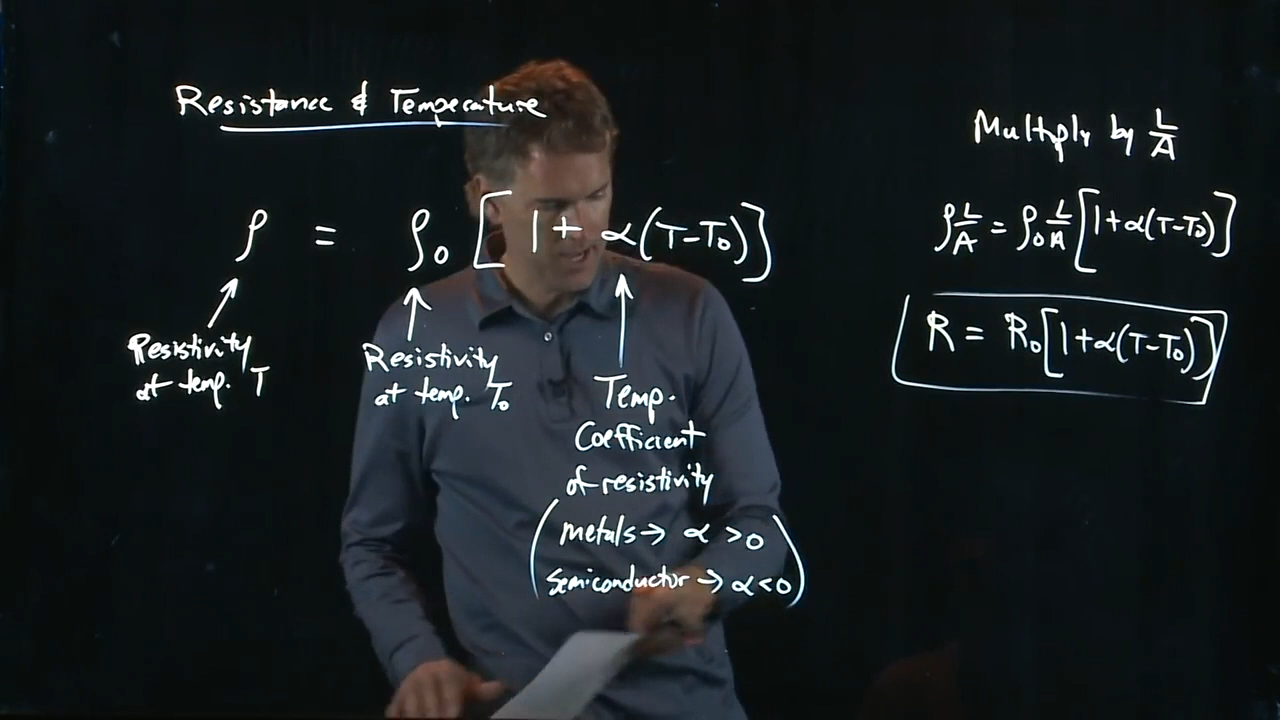 Resistance & Temperature
ρ = ρ₀ [1 + α(T-T₀)]
Resistivity
at temp. T
Resistivity
at temp. T₀
Temp.
Coefficient
of resistivity
(metals → α > 0
semiconductor → α < 0)
Multiply by L/A
ρ L/A = ρ₀ L/A [1+α(T-T₀)]
R = R₀[1+α(T-T₀)]